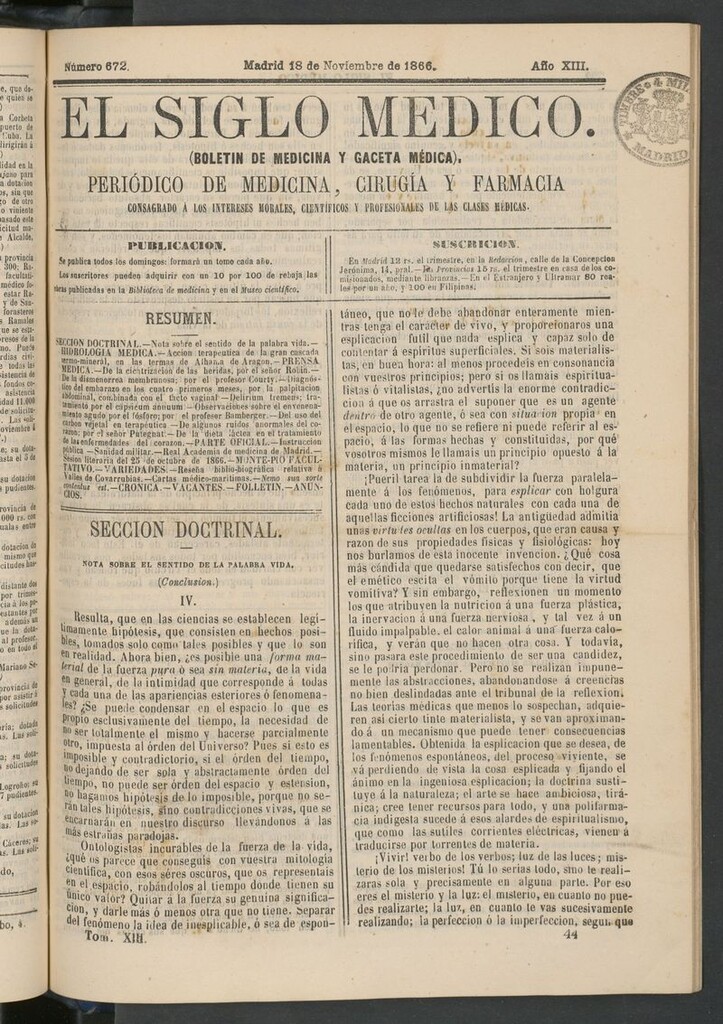 Número 672.
Madrid 18 de Noviembre de 1866.
Año XIII.
EL SIGLO MEDICO.
(BOLETIN DE MEDICINA Y GACETA MÉDICA),
PERIÓDICO DE MEDICINA, CIRUGÍA Y FARMACIA
CONSAGRADO Á LOS INTERESES MORALES, CIENTÍFICOS Y PROFESIONALES DE LAS CLASES MÉDICAS.
MADRID
PUBLICACION.
Se publica todos los domingos: formará un tomo cada año.
Los suscritores pueden adquirir con un 10 por 100 de rebaja las
obras publicadas en la Biblioteca de medicina y en el Museo científico.
SUSCRICION.
En Madrid 12 rs. el trimestre, en la Redaccion, calle de la Concepcion
Jerónima, 14, pral.—En Provincias 15 rs. el trimestre en casa de los co-
misionados, mediante libranzas.—En el Estranjero y Ultramar 80 rea-
les por un año, y 100 en Filipinas.
RESUMEN.
SECCION DOCTRINAL.—Nota sobre el sentido de la palabra vida.—
HIDROLOGIA MEDICA.—Accion terapeutica de la gran cascada
termo-mineral, en las termas de Alhama de Aragon.—PRENSA
MÉDICA.—De la cicatrizacion de las heridas, por el señor Robin.—
De la dismenorrea membranosa; por el profesor Courty.—Diagnós-
tico del embarazo en los cuatro primeros meses, por la palpitacion
abdominal, combinada con el tacto vaginal—Delirium tremens; tra-
tamiento por el cápsicum annuum—Observaciones sobre el envenena-
miento agudo por el fósforo; por el profesor Bamberger.—Del uso del
carbon vejetal en terapéutica—De algunos ruidos anormales del co-
razon; por el señor Putegnat.—De la dieta láctea en el tratamiento
de las enfermedades del corazon.—PARTE OFICIAL.—Instruccion
pública—Sanidad militar.—Real Academia de medicina de Madrid.—
Sesion literaria del 25 de octubre de 1866.—MONTE-PIO FACUL-
TATIVO.—VARIEDADES.—Reseña biblio-biográfica relativa á
Valles de Covarrubias.—Cartas médico-marítimas.—Nemo sua sorte
contentus est.—CRONICA.—VACANTES.—FOLLETIN.—ANUN-
CIOS.
SECCION DOCTRINAL.
NOTA SOBRE EL SENTIDO DE LA PALABRA VIDA.
(Conclusion.)
IV.
Resulta, que en las ciencias se establecen legí-
timamente hipótesis, que consisten en hechos posi-
bles, tomados solo como tales posibles y que lo son
en realidad. Ahora bien, ¿es posible una forma ma-
terial de la fuerza pura ó sea sin materia, de la vida
en general, de la intimidad que corresponde á todas
y cada una de las apariencias esteriores ó fenomena-
les? ¿Se puede condensar en el espacio lo que es
propio esclusivamente del tiempo, la necesidad de
no ser totalmente el mismo y hacerse parcialmente
otro, impuesta al órden del Universo? Pues si esto es
imposible y contradictorio, si el órden del tiempo,
no dejando de ser sola y abstractamente órden del
tiempo, no puede ser órden del espacio y estension,
no hagamos hipótesis de lo imposible, porque no se-
rán tales hipótesis, sino contradicciones vivas, que se
encarnarán en nuestro discurso llevándonos á las
más estrañas paradojas.
Ontologistas incurables de la fuerza de la vida,
¿qué os parece que conseguis con vuestra mitología
científica, con esos séres oscuros, que os representais
en el espacio, robándolos al tiempo donde tienen su
único valor? Quitar á la fuerza su genuina significa-
cion, y darle más ó menos otra que no tiene. Separar
del fenómeno la idea de inesplicable, ó sea de espon-
Tom. XIII.
táneo, que no le debe abandonar enteramente mien-
tras tenga el carácter de vivo, y proporcionaros una
esplicacion fútil que nada esplica y capaz solo de
contentar á espíritus superficiales. Si sois materialis-
tas, en buen hora: al menos procedeis en consonancia
con vuestros principios; pero si os llamais espiritua-
listas ó vitalistas, ¿no advertis la enorme contradic-
cion á que os arrastra el suponer que es un agente
dentro de otro agente, ó sea con situacion propia en
el espacio, lo que no se refiere ni puede referir al es-
pacio, á las formas hechas y constituidas, por qué
vosotros mismos le llamais un principio opuesto á la
materia, un principio inmaterial?
¡Pueril tarea la de subdividir la fuerza paralela-
mente á los fenómenos, para esplicar con holgura
cada uno de estos hechos naturales con cada una de
aquellas ficciones artificiosas! La antigüedad admitia
unas virtutes ocultas en los cuerpos, que eran causa y
razon de sus propiedades físicas y fisiológicas: hoy
nos burlamos de esta inocente invencion. ¿Qué cosa
más cándida que quedarse satisfechos con decir, que
el emético escita el vómito porque tiene la virtud
vomitiva? Y sin embargo, reflexionen un momento
los que atribuyen la nutricion á una fuerza plástica,
la inervacion á una fuerza nerviosa, y tal vez á un
fluido impalpable, el calor animal á una fuerza calo-
rífica, y verán que no hacen otra cosa. Y todavía,
sino pasara este procedimiento de ser una candidez,
se le podria perdonar. Pero no se realizan impune-
mente las abstracciones, abandonándose á creencias
no bien deslindadas ante el tribunal de la reflexion.
Las teorías médicas que menos lo sospechan, adquie-
ren asi cierto tinte materialista, y se van aproximan-
do á un mecanismo que puede tener consecuencias
lamentables. Obtenida la esplicacion que se desea, de
los fenómenos espontáneos, del proceso viviente, se
vá perdiendo de vista la cosa esplicada y fijando el
ánimo en la ingeniosa esplicacion; la doctrina susti-
tuye á la naturaleza; el arte se hace ambiciosa, tirá-
nica; cree tener recursos para todo, y una polifarma-
cia indigesta sucede á esos alardes de espiritualismo,
que como las sutiles corrientes eléctricas, vienen á
traducirse por torrentes de materia.
¡Vivir! verbo de los verbos; luz de las luces; mis-
terio de los misterios! Tú lo serias todo, sino te reali-
zaras sola y precisamente en alguna parte. Por eso
eres el misterio y la luz: el misterio, en cuanto no pue-
des realizarte; la luz, en cuanto te vas sucesivamente
realizando; la perfeccion ó la imperfeccion, segun que
44